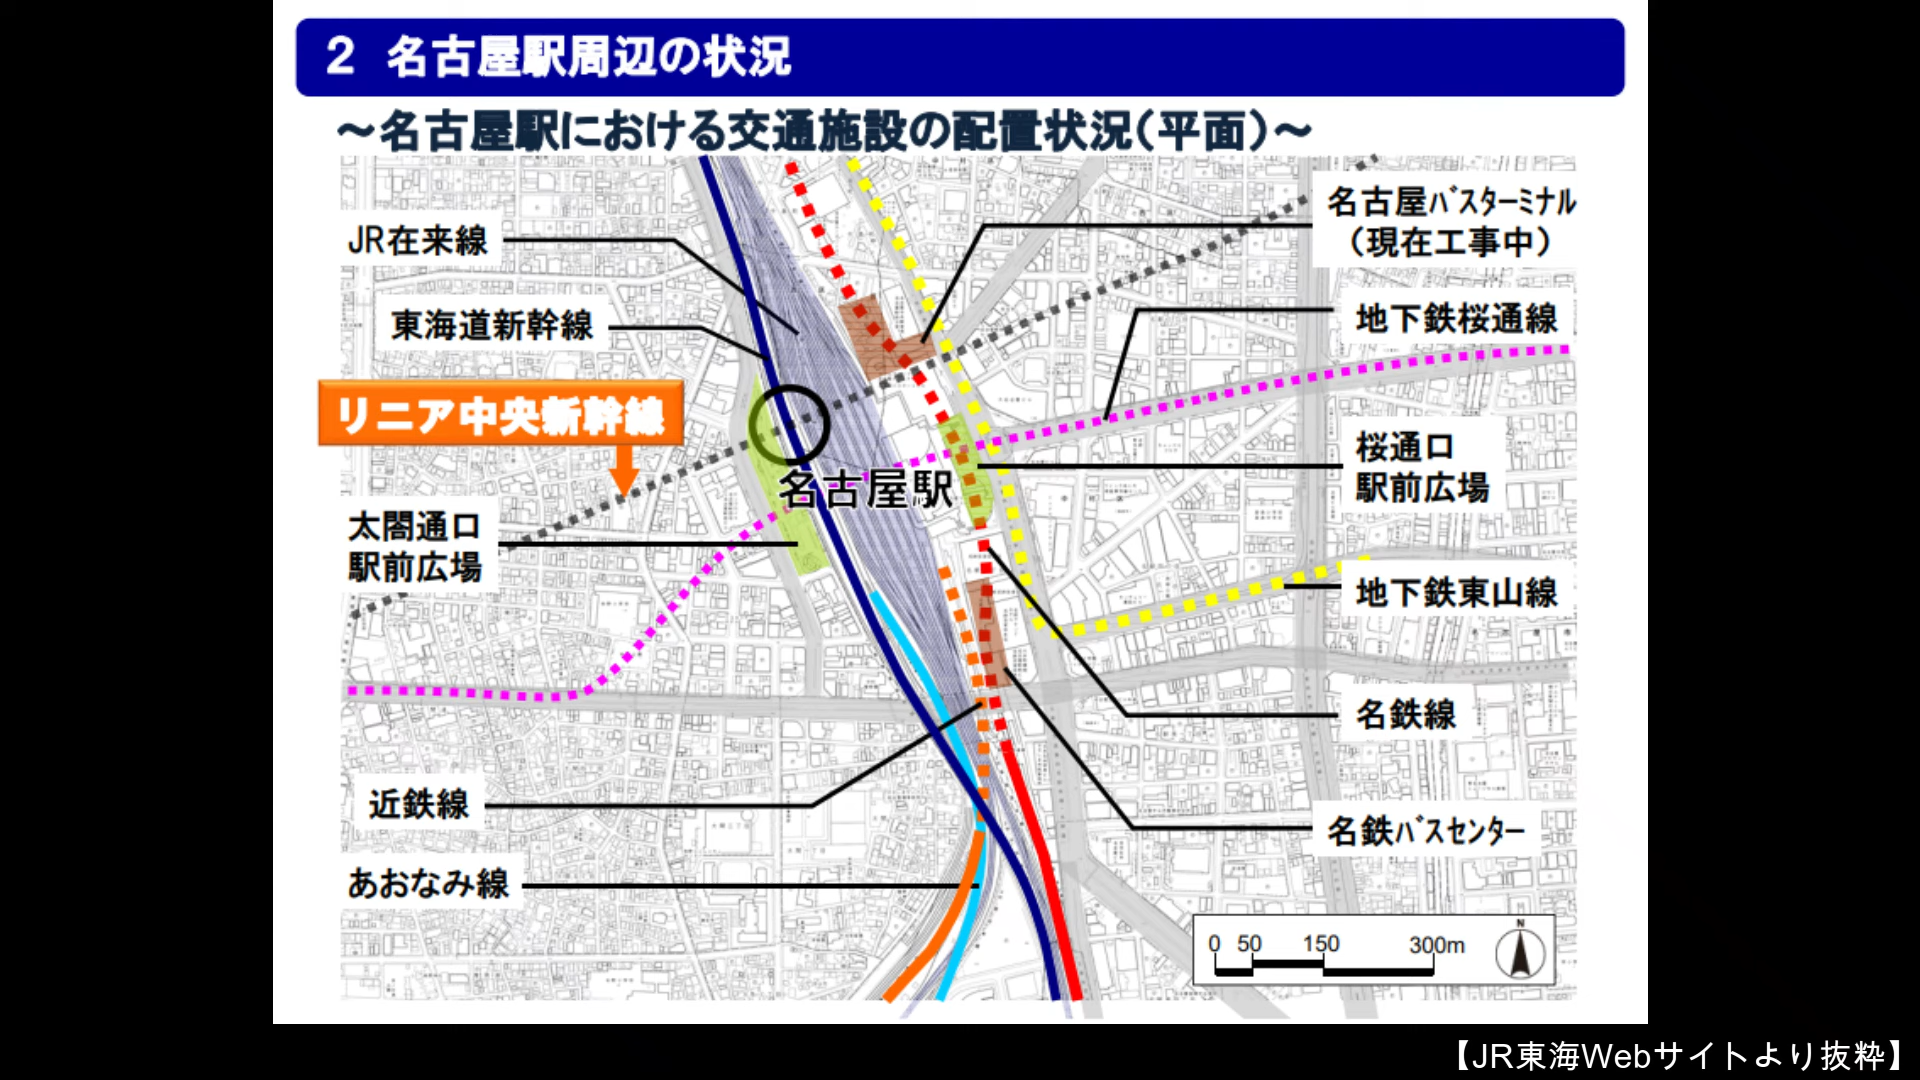 2 名古屋駅周辺の状況
～名古屋駅における交通施設の配置状況(平面)～
JR在来線
東海道新幹線
リニア中央新幹線
太閤通口
駅前広場
近鉄線
あおなみ線
名古屋駅
名古屋ﾊﾞｽﾀｰﾐﾅﾙ
(現在工事中)
地下鉄桜通線
桜通口
駅前広場
地下鉄東山線
名鉄線
名鉄ﾊﾞｽｾﾝﾀｰ
0 50 150 300m
N
【JR東海Webサイトより抜粋】